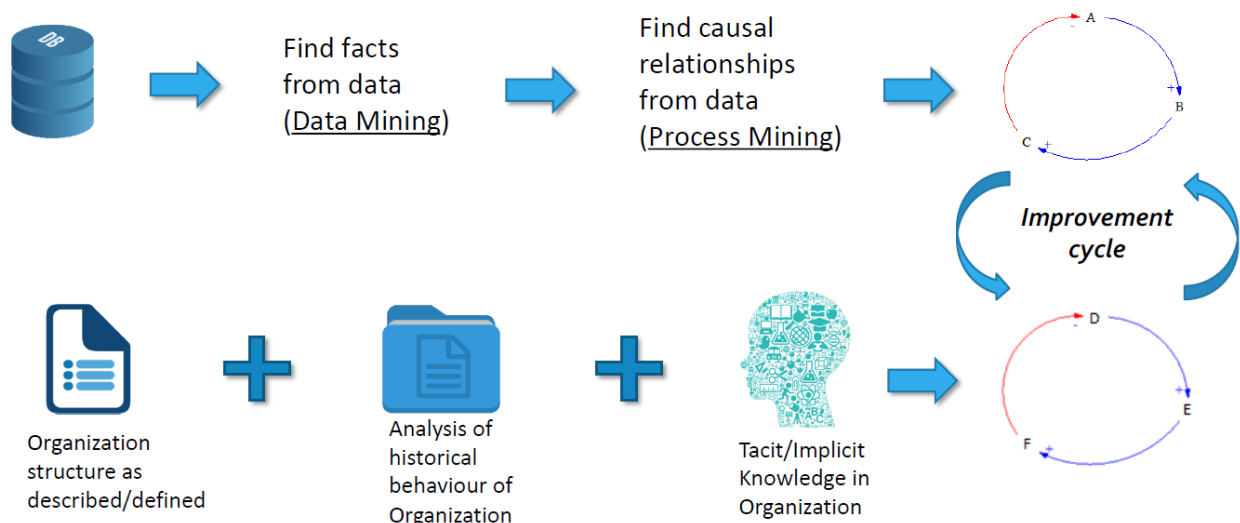 DB
Find facts
from data
(Data Mining)
Find causal
relationships
from data
(Process Mining)
A
-
+
B
C
+
Improvement
cycle
D
-
+
E
F
+
Organization
structure as
described/defined
Analysis of
historical
behaviour of
Organization
Tacit/Implicit
Knowledge in
Organization
A B
C